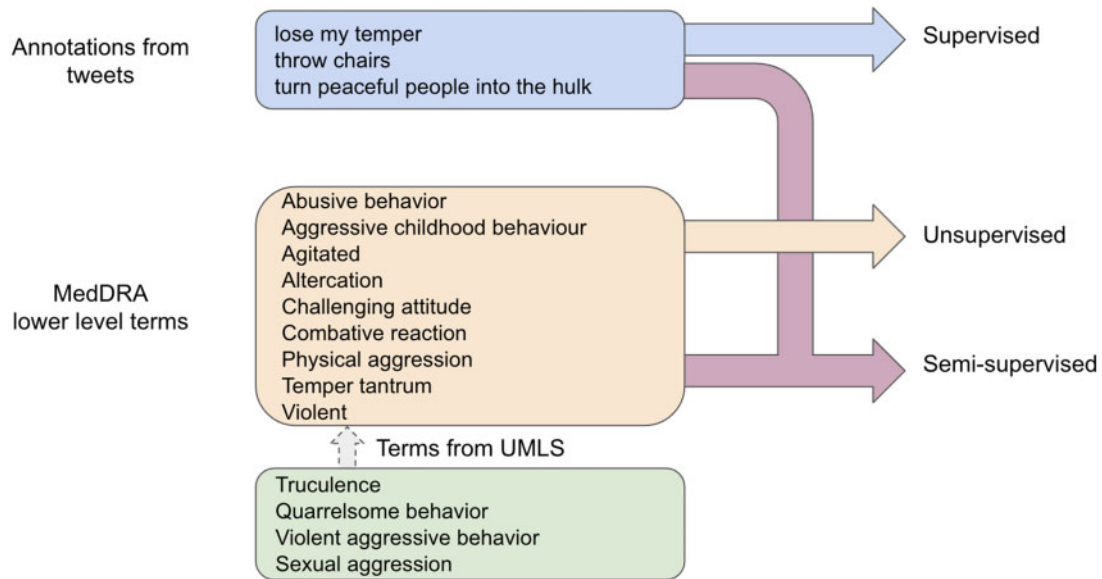 Annotations from
tweets
lose my temper
throw chairs
turn peaceful people into the hulk
Supervised
MedDRA
lower level terms
Abusive behavior
Aggressive childhood behaviour
Agitated
Altercation
Challenging attitude
Combative reaction
Physical aggression
Temper tantrum
Violent
Unsupervised
Semi-supervised
Terms from UMLS
Truculence
Quarrelsome behavior
Violent aggressive behavior
Sexual aggression